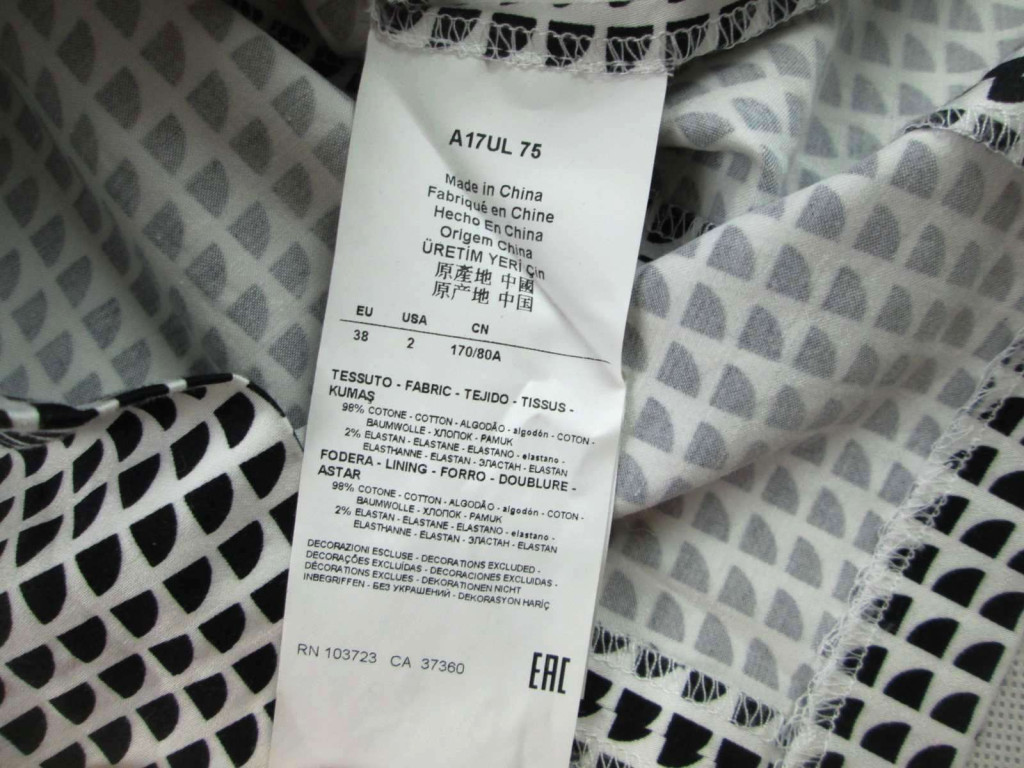 A17UL 75
Made in China
Fabriqué en Chine
Hecho En China
Origem China
ÜRETİM YERİ Çin
原產地 中國
原产地 中国
EU USA CN
38 2 170/80A
TESSUTO - FABRIC - TEJIDO - TISSUS -
KUMAŞ
98% COTONE - COTTON - ALGODÃO - algodón - COTON -
BAUMWOLLE - ХЛОПОК - PAMUK
2% ELASTAN - ELASTANE - ELASTANO - elastano -
ELASTHANNE - ELASTAN - ЭЛАСТАН - ELASTAN
FODERA - LINING - FORRO - DOUBLURE -
ASTAR
98% COTONE - COTTON - ALGODÃO - algodón - COTON -
BAUMWOLLE - ХЛОПОК - PAMUK
2% ELASTAN - ELASTANE - ELASTANO - elastano -
ELASTHANNE - ELASTAN - ЭЛАСТАН - ELASTAN
DECORAZIONI ESCLUSE - DECORATIONS EXCLUDED -
DECORAÇÕES EXCLUÍDAS - DECORACIONES EXCLUIDAS -
DÉCORATIONS EXCLUES - DEKORATIONEN NICHT
INBEGRIFFEN - БЕЗ УКРАШЕНИЙ - DEKORASYON HARİÇ
RN 103723 CA 37360
EAC